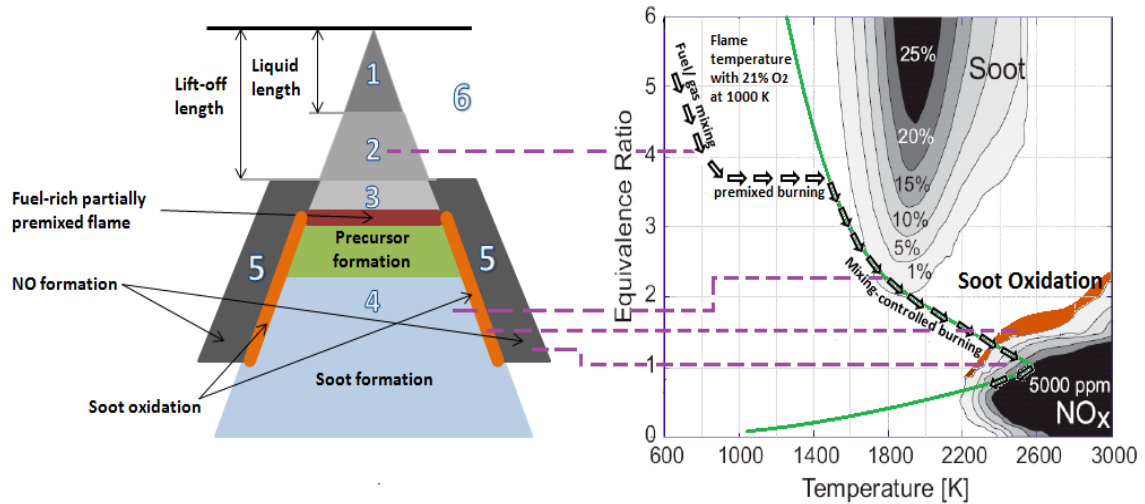 Lift-off
length
Liquid
length
1
2
3
4
5
5
6
Fuel-rich partially
premixed flame
Precursor
formation
NO formation
Soot formation
Soot oxidation
Equivalence Ratio
6
5
4
3
2
1
0
Fuel/ gas mixing
Flame
temperature
with 21% O2
at 1000 K
premixed burning
Mixing-controlled burning
25%
Soot
20%
15%
10%
5%
1%
Soot Oxidation
5000 ppm
NOx
600
1000
1400
1800
2200
2600
3000
Temperature [K]